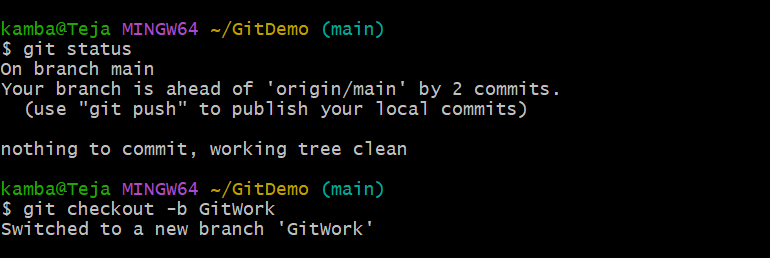 kamba@Teja MINGW64 ~/GitDemo (main)
$ git status
On branch main
Your branch is ahead of 'origin/main' by 2 commits.
  (use "git push" to publish your local commits)
nothing to commit, working tree clean
kamba@Teja MINGW64 ~/GitDemo (main)
$ git checkout -b GitWork
Switched to a new branch 'GitWork'